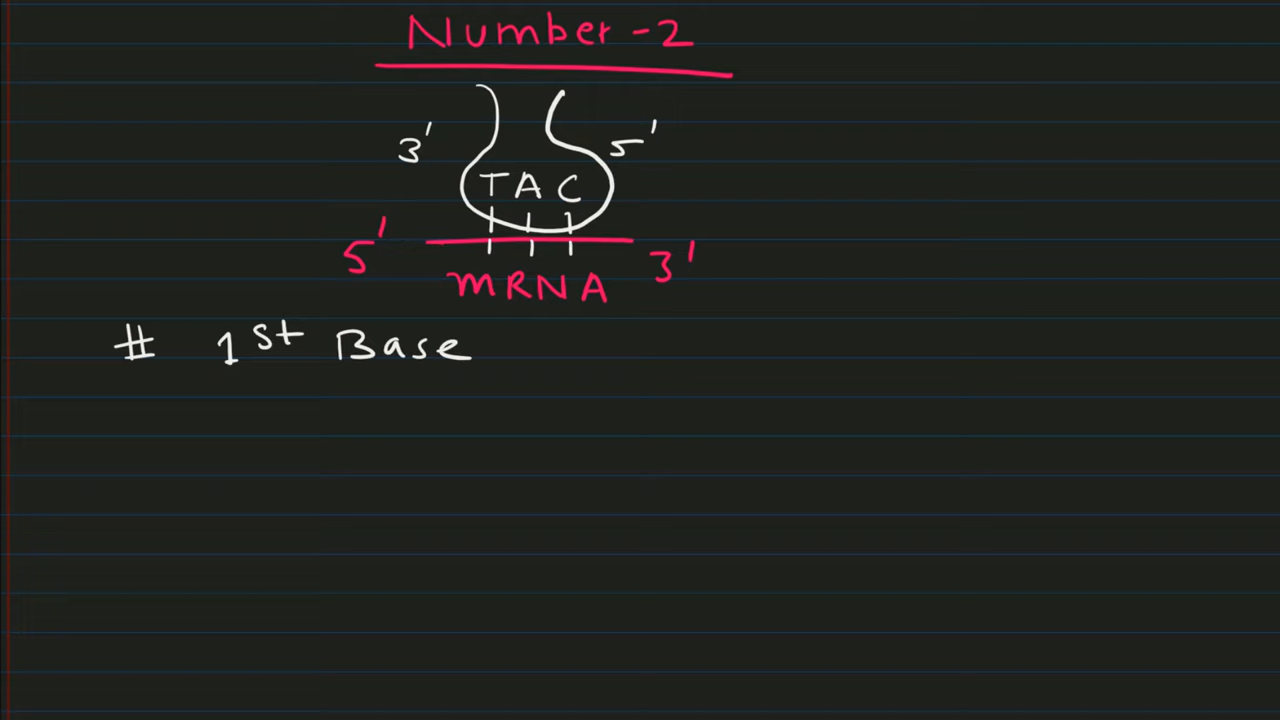 Number -2
3' 5'
TAC
5' 3'
mRNA
# 1st Base